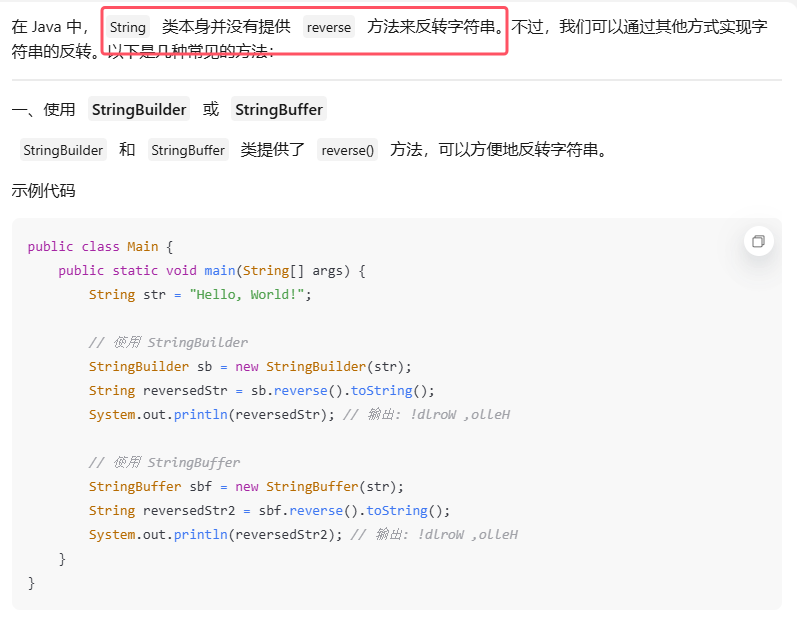 在 Java 中， String 类本身并没有提供 reverse 方法来反转字符串。不过，我们可以通过其他方式实现字
符串的反转。以下是几种常见的方法：
一、使用 StringBuilder 或 StringBuffer
StringBuilder 和 StringBuffer 类提供了 reverse() 方法，可以方便地反转字符串。
示例代码
public class Main {
    public static void main(String[] args) {
        String str = "Hello, World!";
        // 使用 StringBuilder
        StringBuilder sb = new StringBuilder(str);
        String reversedStr = sb.reverse().toString();
        System.out.println(reversedStr); // 输出: !dlroW ,olleH
        // 使用 StringBuffer
        StringBuffer sbf = new StringBuffer(str);
        String reversedStr2 = sbf.reverse().toString();
        System.out.println(reversedStr2); // 输出: !dlroW ,olleH
    }
}